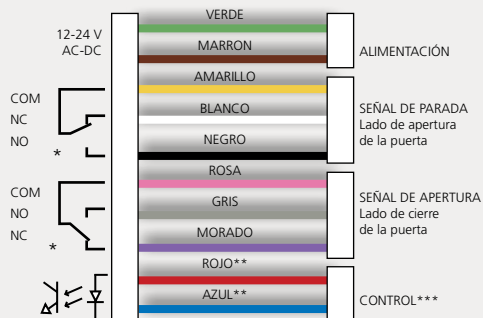 12-24 V
AC-DC
VERDE
MARRON
ALIMENTACIÓN
COM
NC
NO
*
AMARILLO
BLANCO
NEGRO
SEÑAL DE PARADA
Lado de apertura
de la puerta
COM
NO
NC
*
ROSA
GRIS
MORADO
SEÑAL DE APERTURA
Lado de cierre
de la puerta
ROJO**
AZUL**
CONTROL***